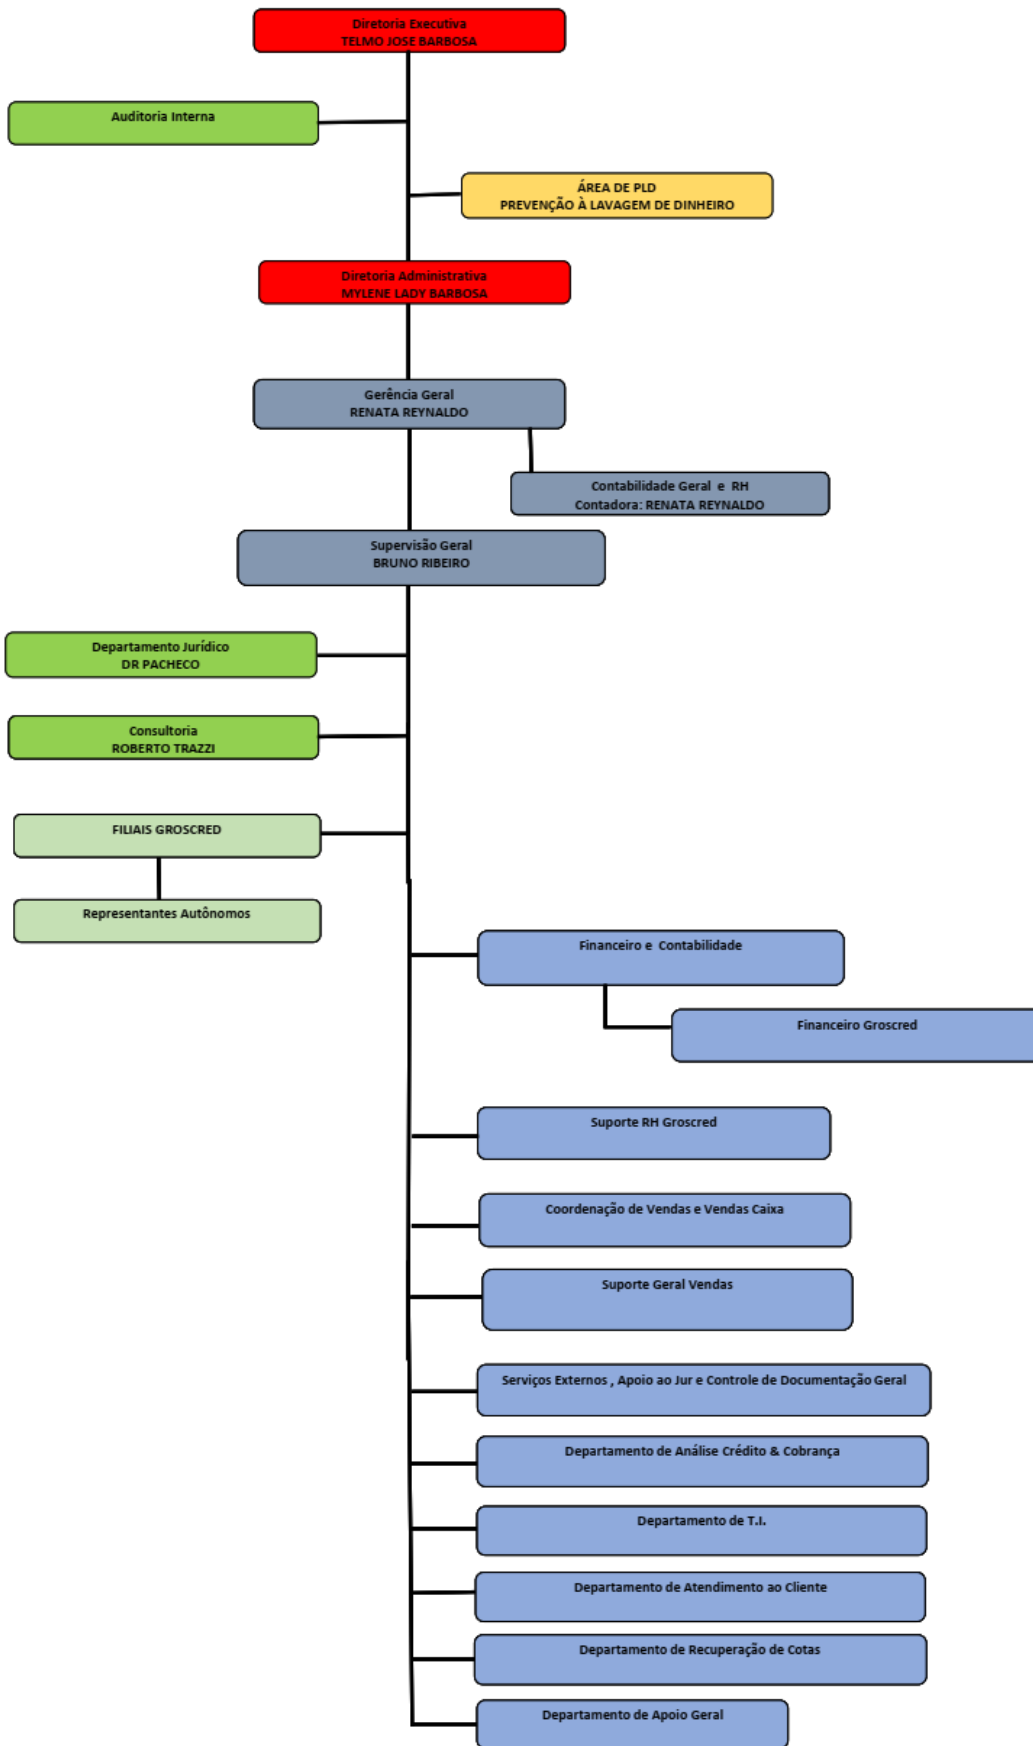 Diretoria Executiva
TELMO JOSE BARBOSA
Auditoria Interna
ÁREA DE PLD
PREVENÇÃO À LAVAGEM DE DINHEIRO
Diretoria Administrativa
MYLENE LADY BARBOSA
Gerência Geral
RENATA REYNALDO
Contabilidade Geral e RH
Contadora: RENATA REYNALDO
Supervisão Geral
BRUNO RIBEIRO
Departamento Jurídico
DR PACHECO
Consultoria
ROBERTO TRAZZI
FILIAIS GROSCRED
Representantes Autônomos
Financeiro e Contabilidade
Financeiro Groscred
Suporte RH Groscred
Coordenação de Vendas e Vendas Caixa
Suporte Geral Vendas
Serviços Externos , Apoio ao Jur e Controle de Documentação Geral
Departamento de Análise Crédito & Cobrança
Departamento de T.I.
Departamento de Atendimento ao Cliente
Departamento de Recuperação de Cotas
Departamento de Apoio Geral